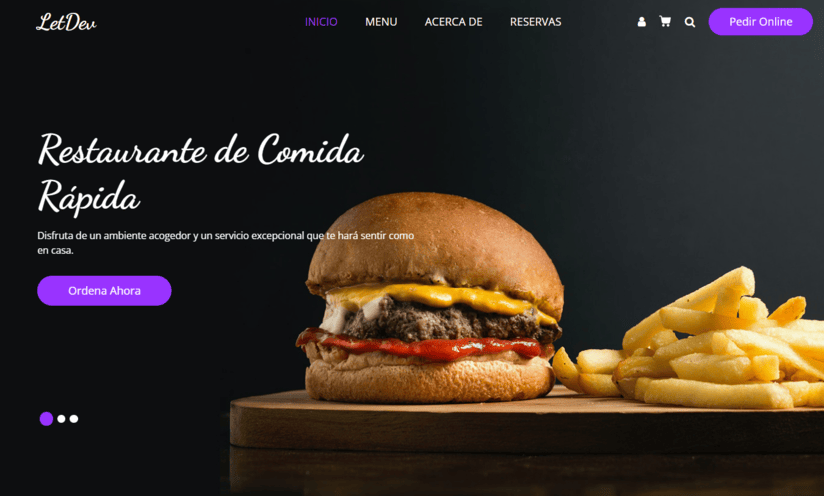 LetDev
INICIO
MENU
ACERCA DE
RESERVAS
Pedir Online
Restaurante de Comida
Rápida
Disfruta de un ambiente acogedor y un servicio excepcional que te hará sentir como
en casa.
Ordena Ahora